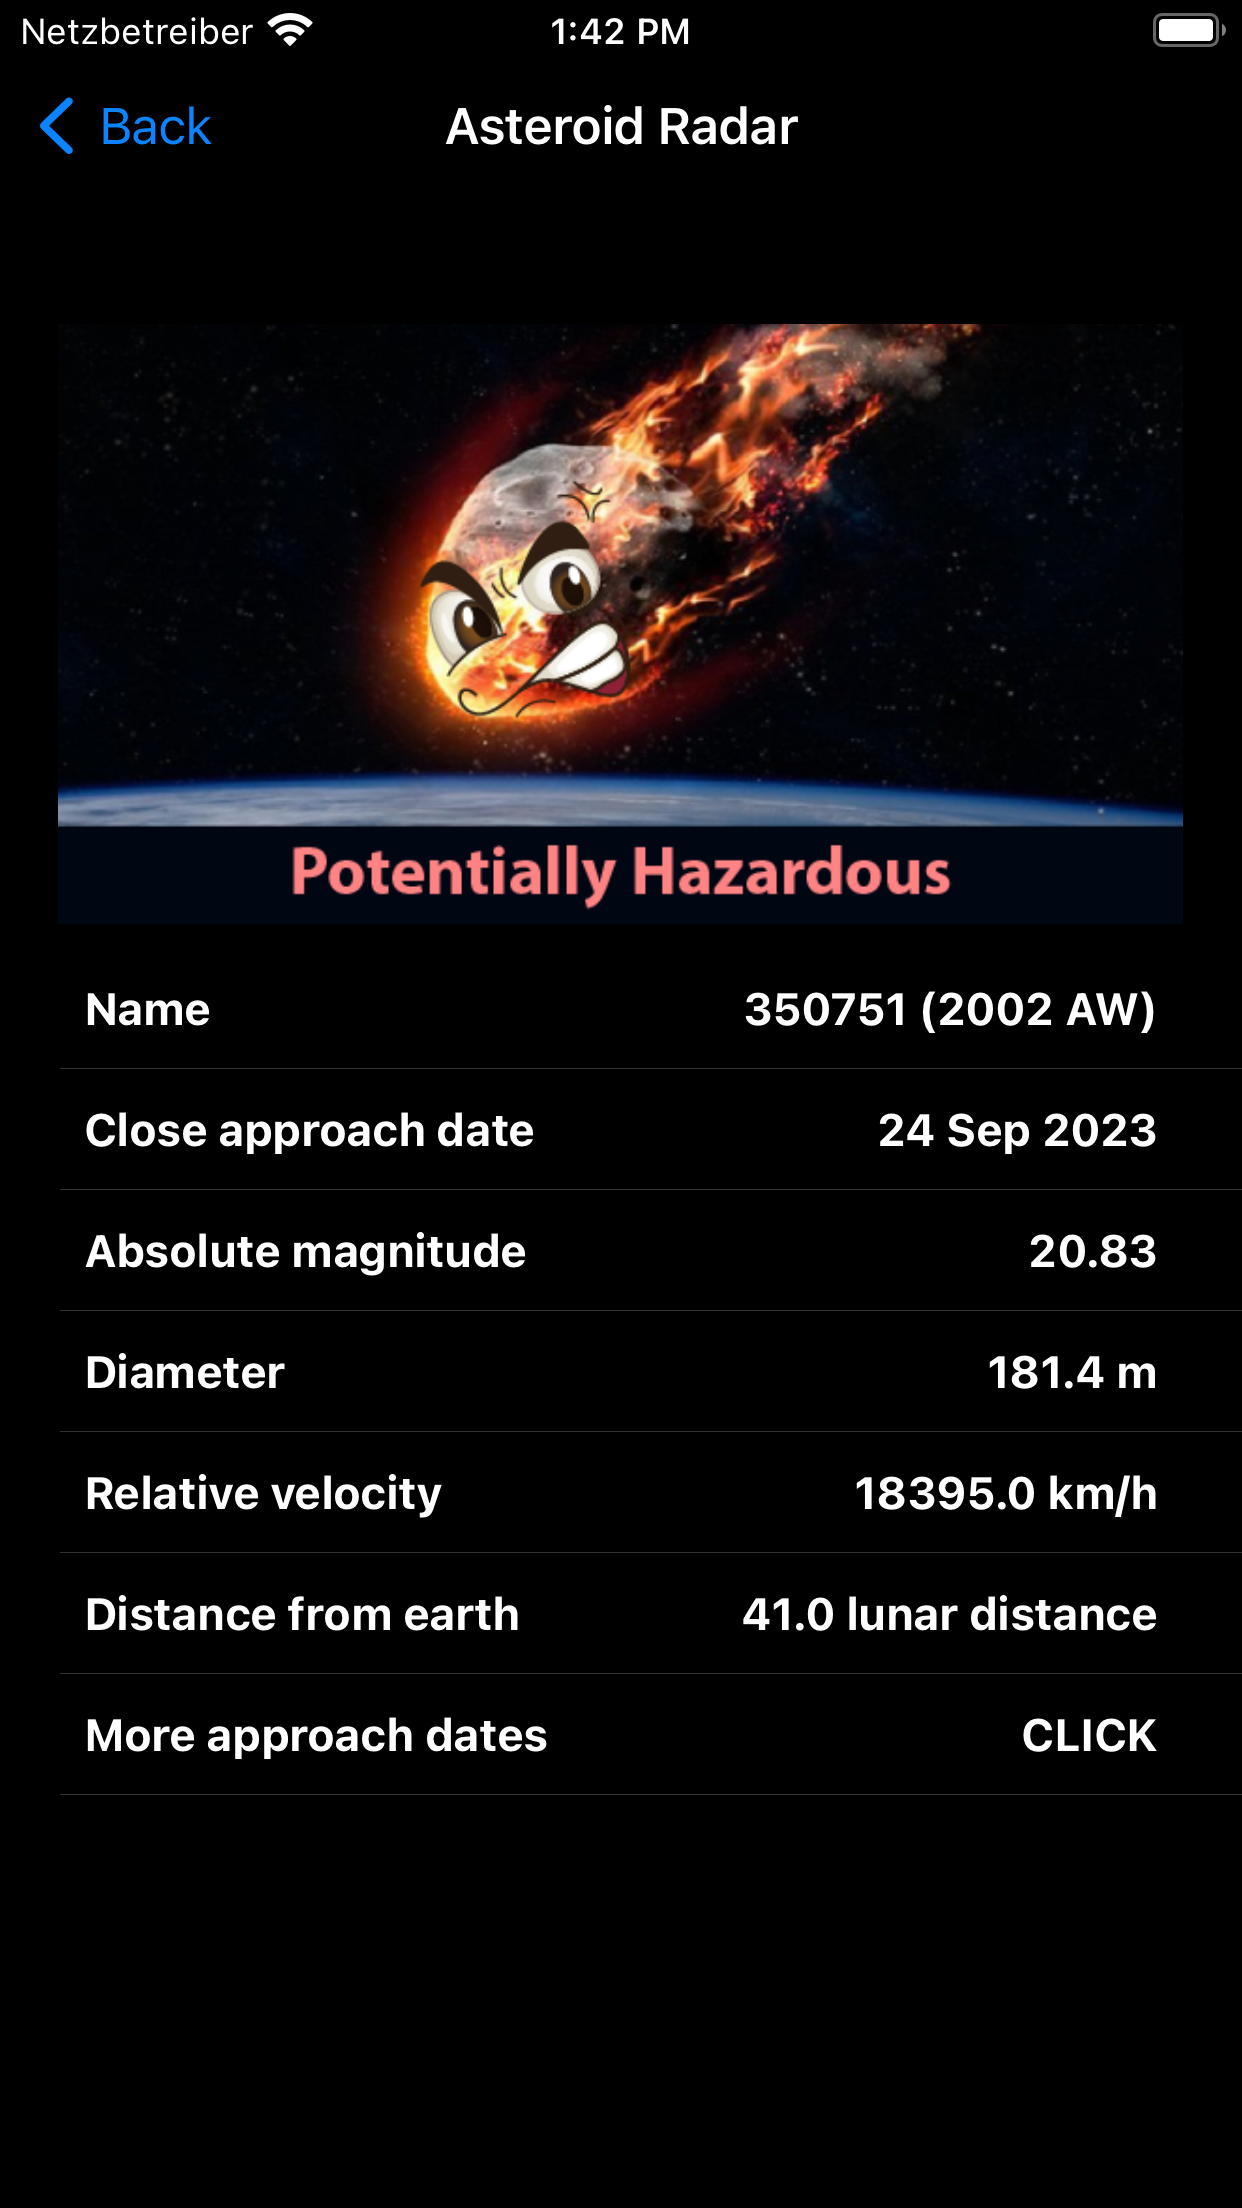 Netzbetreiber 1:42 PM
Back Asteroid Radar
Potentially Hazardous
Name 350751 (2002 AW)
Close approach date 24 Sep 2023
Absolute magnitude 20.83
Diameter 181.4 m
Relative velocity 18395.0 km/h
Distance from earth 41.0 lunar distance
More approach dates CLICK